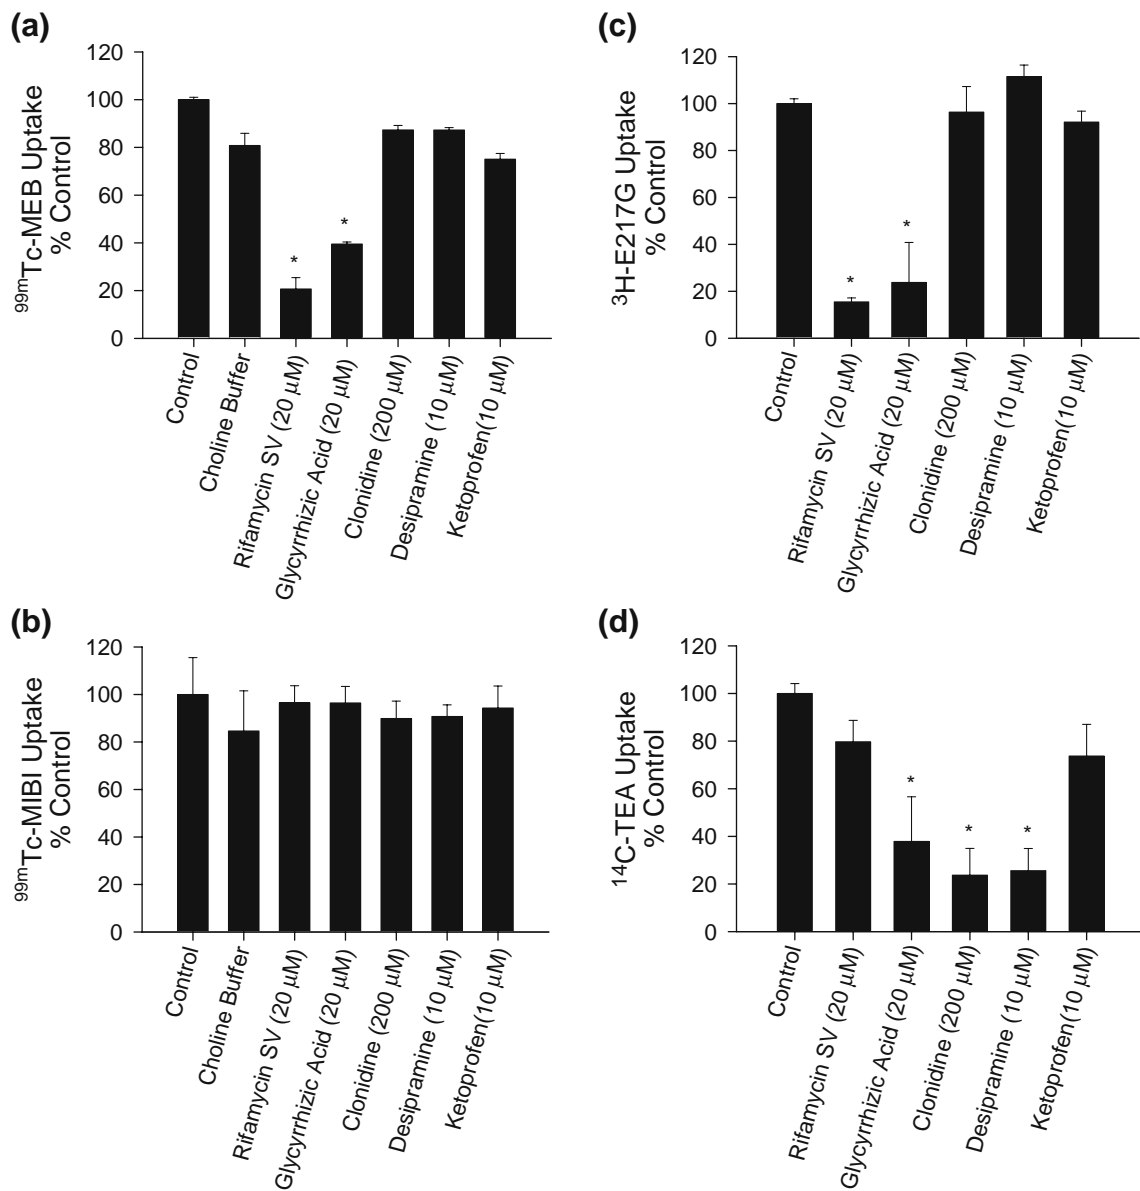 (a)
99mTc-MEB Uptake
% Control
120
100
80
60
40
20
0
*
*
Control
Choline Buffer
Rifamycin SV (20 μM)
Glycyrrhizic Acid (20 μM)
Clonidine (200 μM)
Desipramine (10 μM)
Ketoprofen(10 μM)
(b)
99mTc-MIBI Uptake
% Control
120
100
80
60
40
20
0
Control
Choline Buffer
Rifamycin SV (20 μM)
Glycyrrhizic Acid (20 μM)
Clonidine (200 μM)
Desipramine (10 μM)
Ketoprofen(10 μM)
(c)
3H-E217G Uptake
% Control
120
100
80
60
40
20
0
*
*
Control
Rifamycin SV (20 μM)
Glycyrrhizic Acid (20 μM)
Clonidine (200 μM)
Desipramine (10 μM)
Ketoprofen(10 μM)
(d)
14C-TEA Uptake
% Control
120
100
80
60
40
20
0
*
*
*
Control
Rifamycin SV (20 μM)
Glycyrrhizic Acid (20 μM)
Clonidine (200 μM)
Desipramine (10 μM)
Ketoprofen(10 μM)